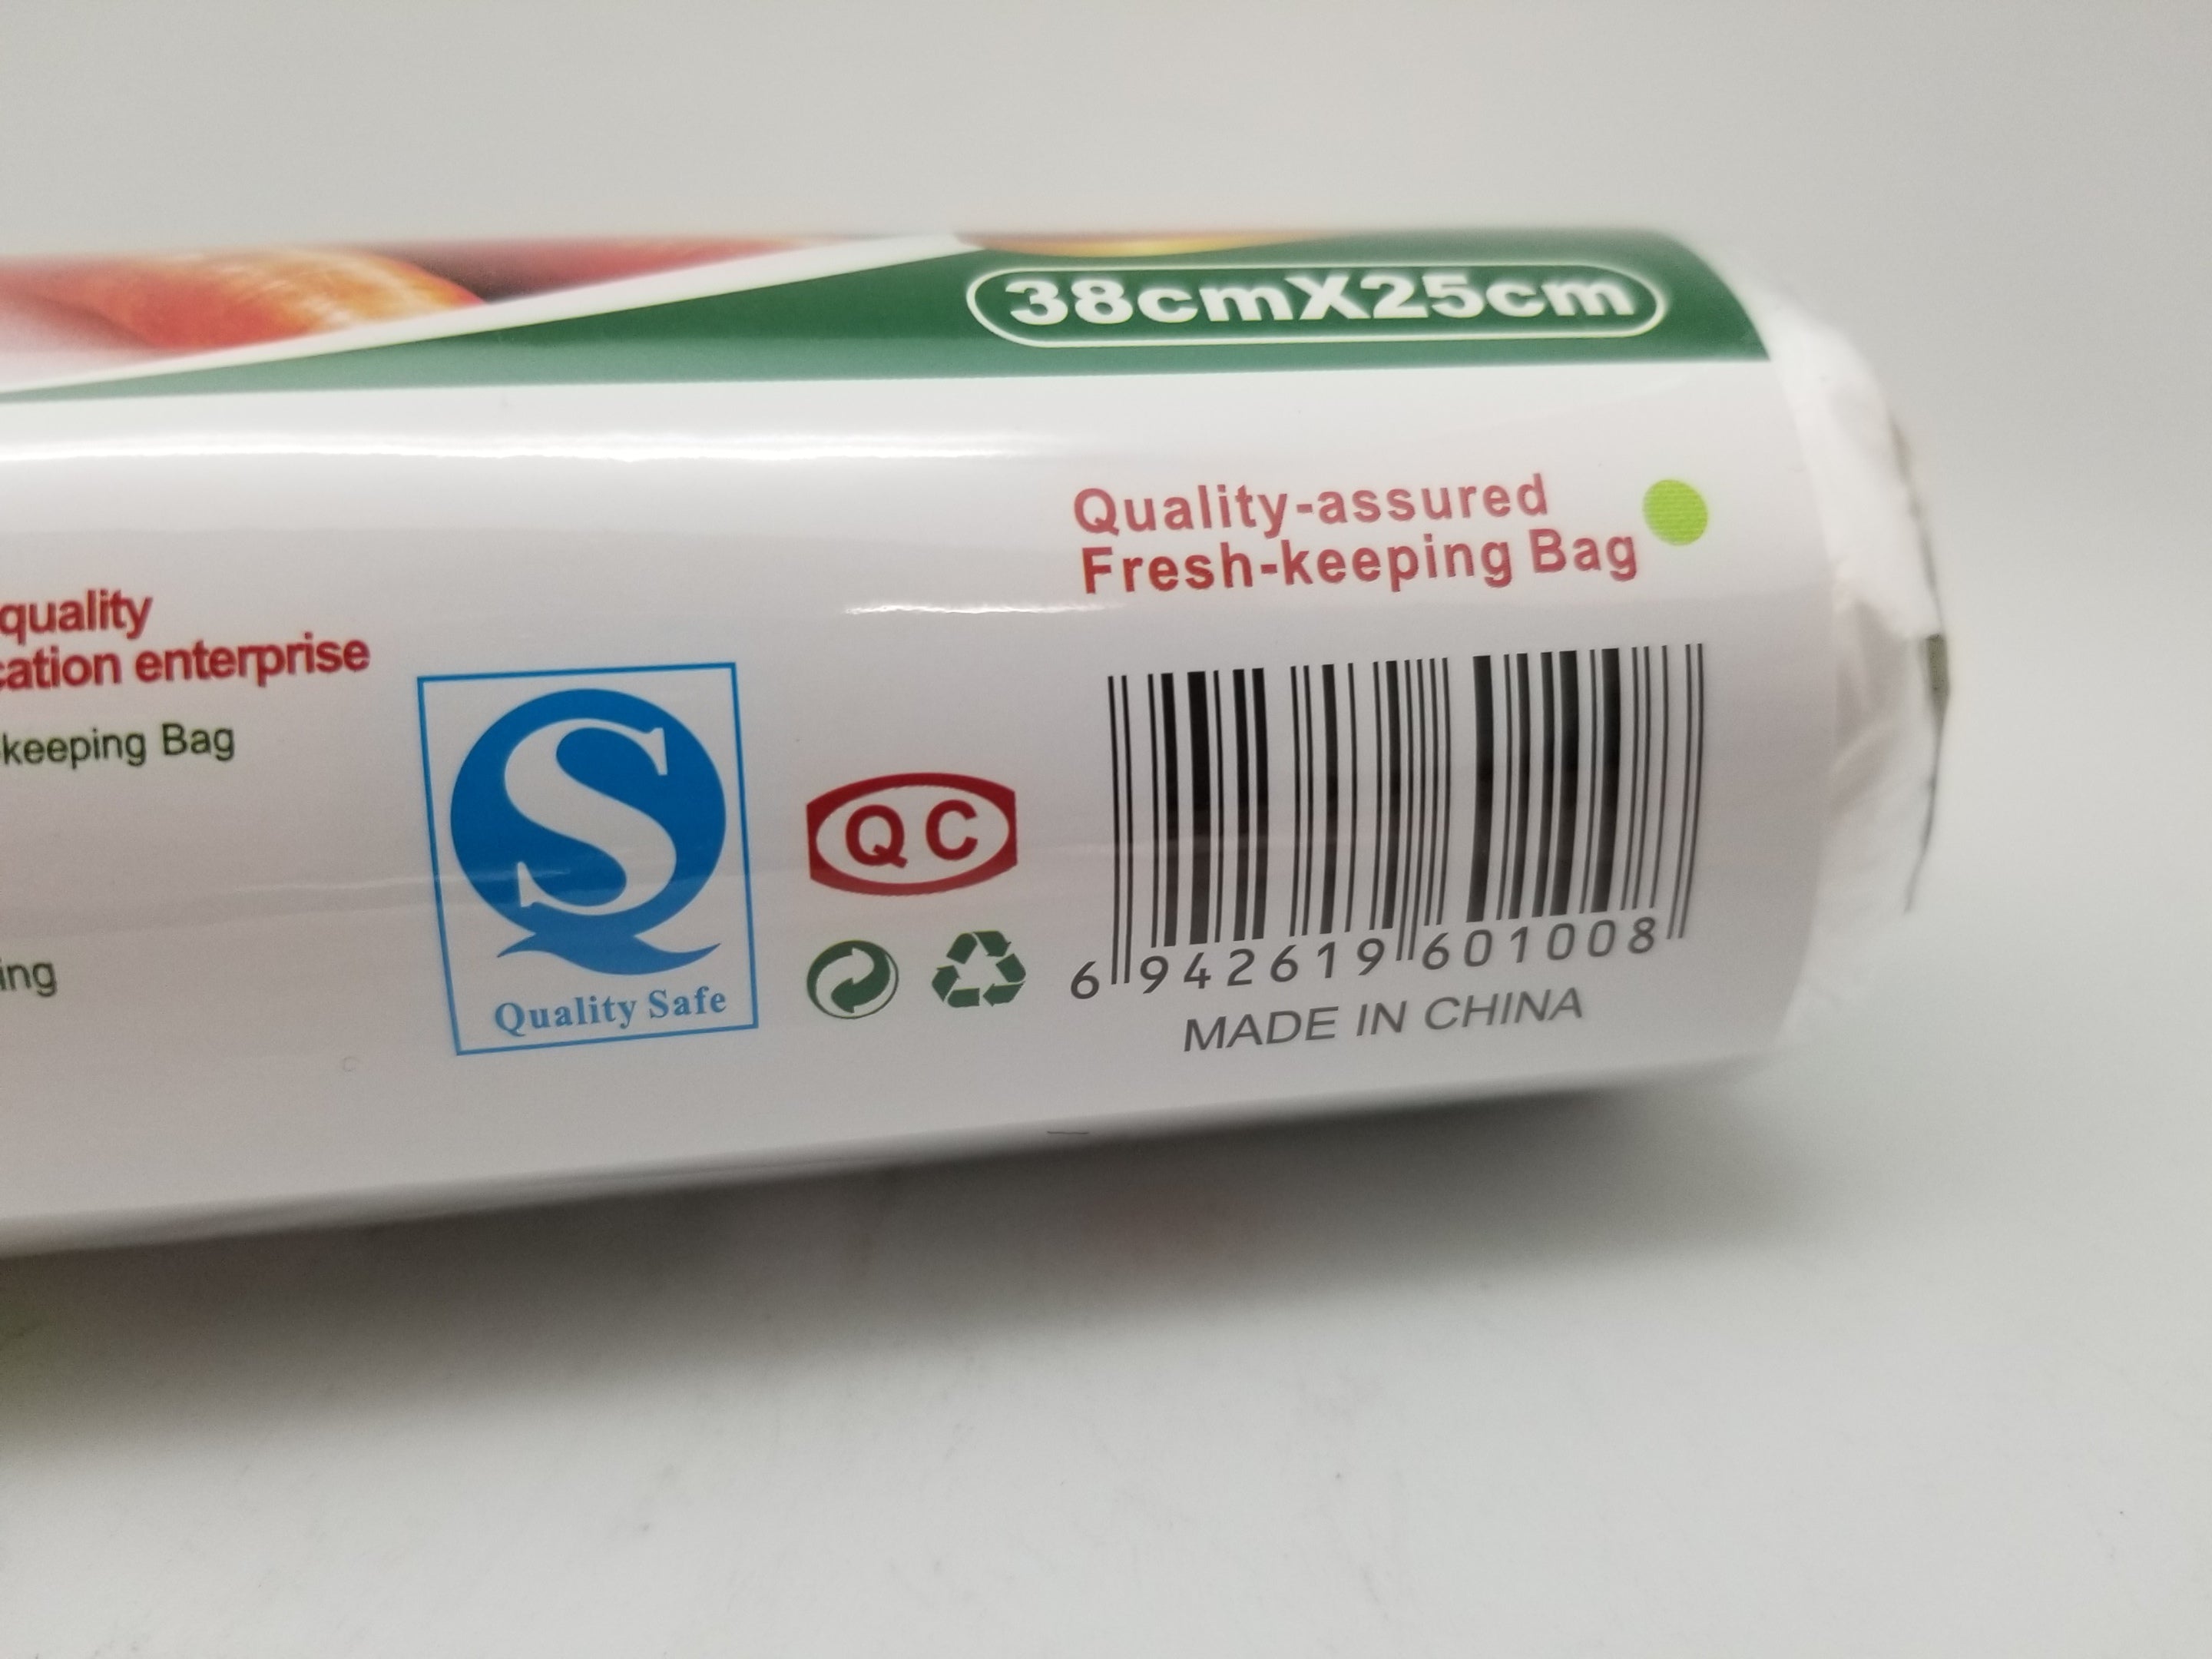 38cmX25cm
Quality-assured
Fresh-keeping Bag
quality
cation enterprise
keeping Bag
ing
S
Quality Safe
QC
6 942619 601008
MADE IN CHINA